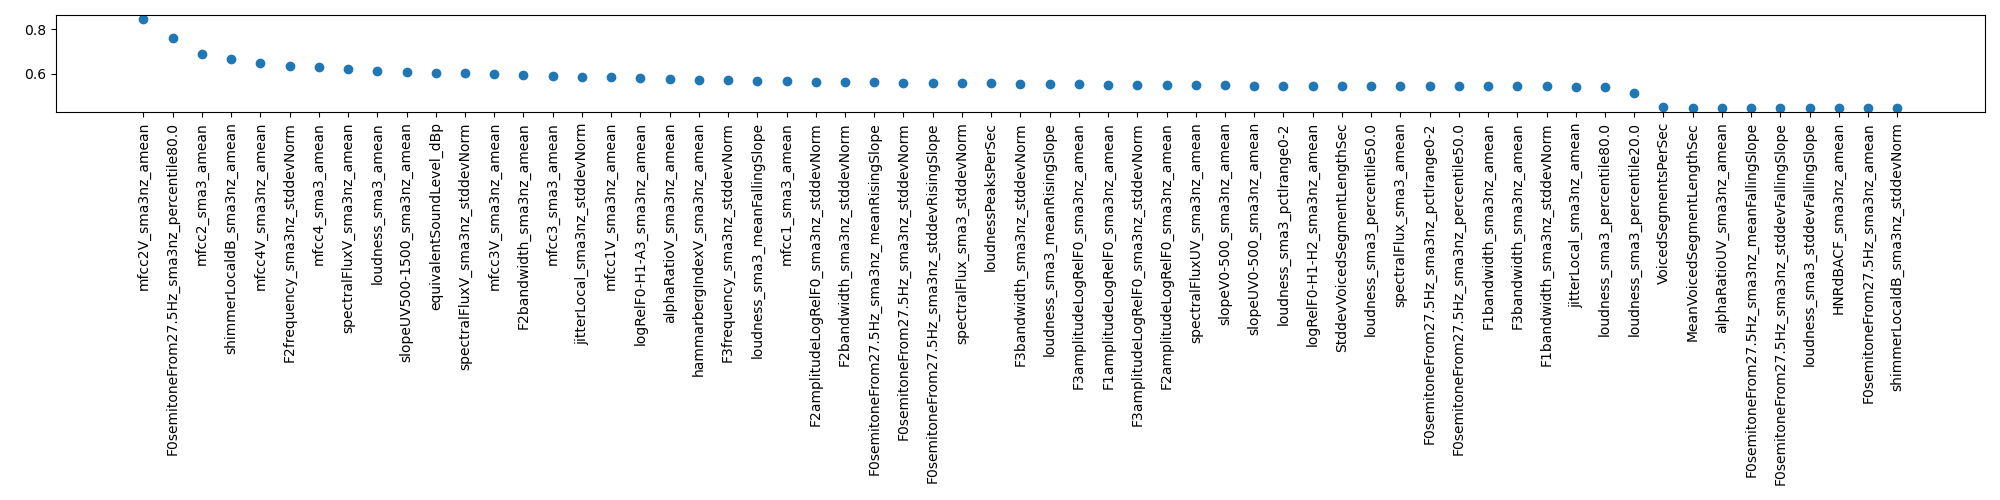 0.8
0.6
mfcc2V_sma3nz_amean
F0semitoneFrom27.5Hz_sma3nz_percentile80.0
mfcc2_sma3_amean
shimmerLocaldB_sma3nz_amean
mfcc4V_sma3nz_amean
F2frequency_sma3nz_stddevNorm
mfcc4_sma3_amean
spectralFluxV_sma3nz_amean
loudness_sma3_amean
slopeUV500-1500_sma3nz_amean
equivalentSoundLevel_dBp
spectralFluxV_sma3nz_stddevNorm
mfcc3V_sma3nz_amean
F2bandwidth_sma3nz_amean
mfcc3_sma3_amean
jitterLocal_sma3nz_stddevNorm
mfcc1V_sma3nz_amean
logRelF0-H1-A3_sma3nz_amean
alphaRatioV_sma3nz_amean
hammarbergIndexV_sma3nz_amean
F3frequency_sma3nz_stddevNorm
loudness_sma3_meanFallingSlope
mfcc1_sma3_amean
F2amplitudeLogRelF0_sma3nz_stddevNorm
F2bandwidth_sma3nz_stddevNorm
F0semitoneFrom27.5Hz_sma3nz_meanRisingSlope
F0semitoneFrom27.5Hz_sma3nz_stddevNorm
F0semitoneFrom27.5Hz_sma3nz_stddevRisingSlope
spectralFlux_sma3_stddevNorm
loudnessPeaksPerSec
F3bandwidth_sma3nz_stddevNorm
loudness_sma3_meanRisingSlope
F3amplitudeLogRelF0_sma3nz_amean
F1amplitudeLogRelF0_sma3nz_amean
F3amplitudeLogRelF0_sma3nz_stddevNorm
F2amplitudeLogRelF0_sma3nz_amean
spectralFluxUV_sma3nz_amean
slopeV0-500_sma3nz_amean
slopeUV0-500_sma3nz_amean
loudness_sma3_pctlrange0-2
logRelF0-H1-H2_sma3nz_amean
StddevVoicedSegmentLengthSec
loudness_sma3_percentile50.0
spectralFlux_sma3_amean
F0semitoneFrom27.5Hz_sma3nz_pctlrange0-2
F0semitoneFrom27.5Hz_sma3nz_percentile50.0
F1bandwidth_sma3nz_amean
F3bandwidth_sma3nz_amean
F1bandwidth_sma3nz_stddevNorm
jitterLocal_sma3nz_amean
loudness_sma3_percentile80.0
loudness_sma3_percentile20.0
VoicedSegmentsPerSec
MeanVoicedSegmentLengthSec
alphaRatioUV_sma3nz_amean
F0semitoneFrom27.5Hz_sma3nz_meanFallingSlope
F0semitoneFrom27.5Hz_sma3nz_stddevFallingSlope
loudness_sma3_stddevFallingSlope
HNRdBACF_sma3nz_amean
F0semitoneFrom27.5Hz_sma3nz_amean
shimmerLocaldB_sma3nz_stddevNorm